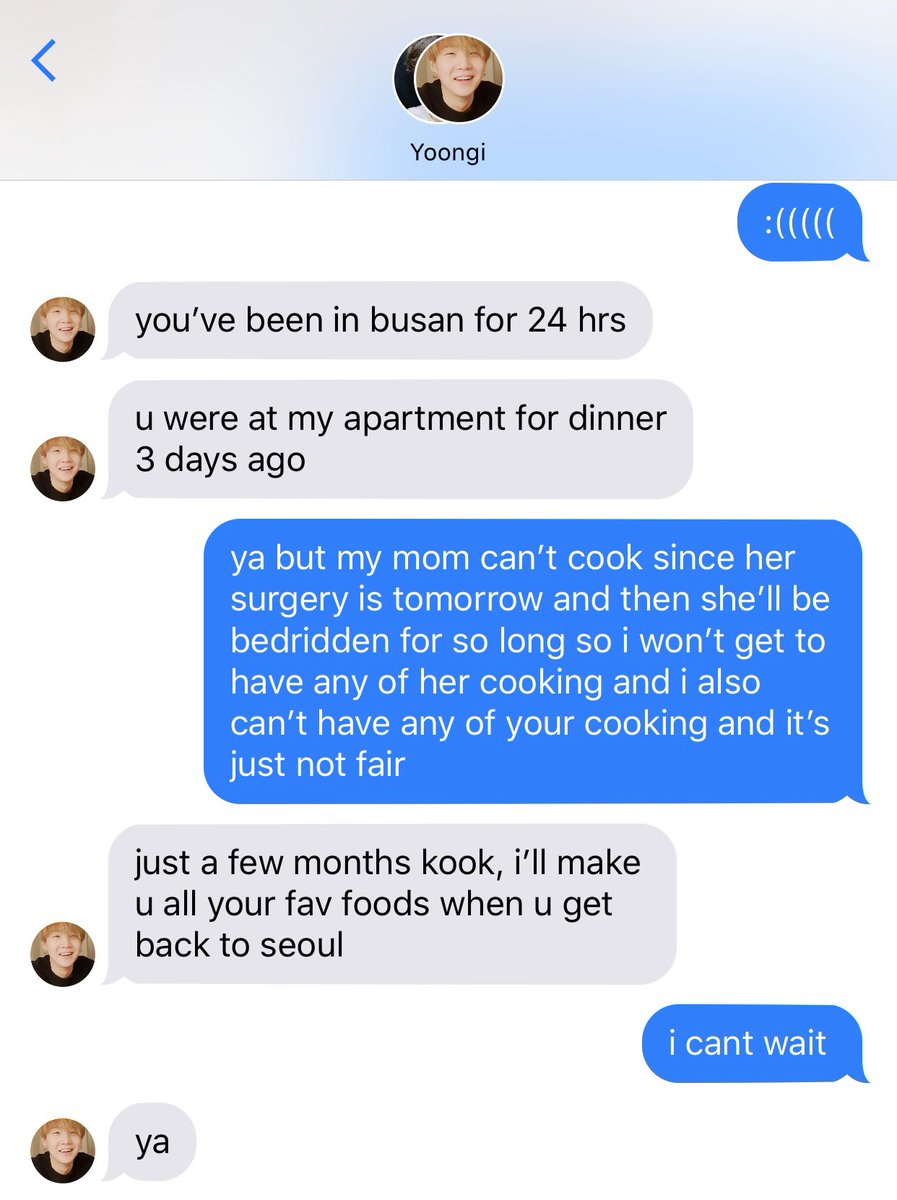 Yoongi
:(((((
you’ve been in busan for 24 hrs
u were at my apartment for dinner
3 days ago
ya but my mom can’t cook since her
surgery is tomorrow and then she’ll be
bedridden for so long so i won’t get to
have any of her cooking and i also
can’t have any of your cooking and it’s
just not fair
just a few months kook, i’ll make
u all your fav foods when u get
back to seoul
i cant wait
ya